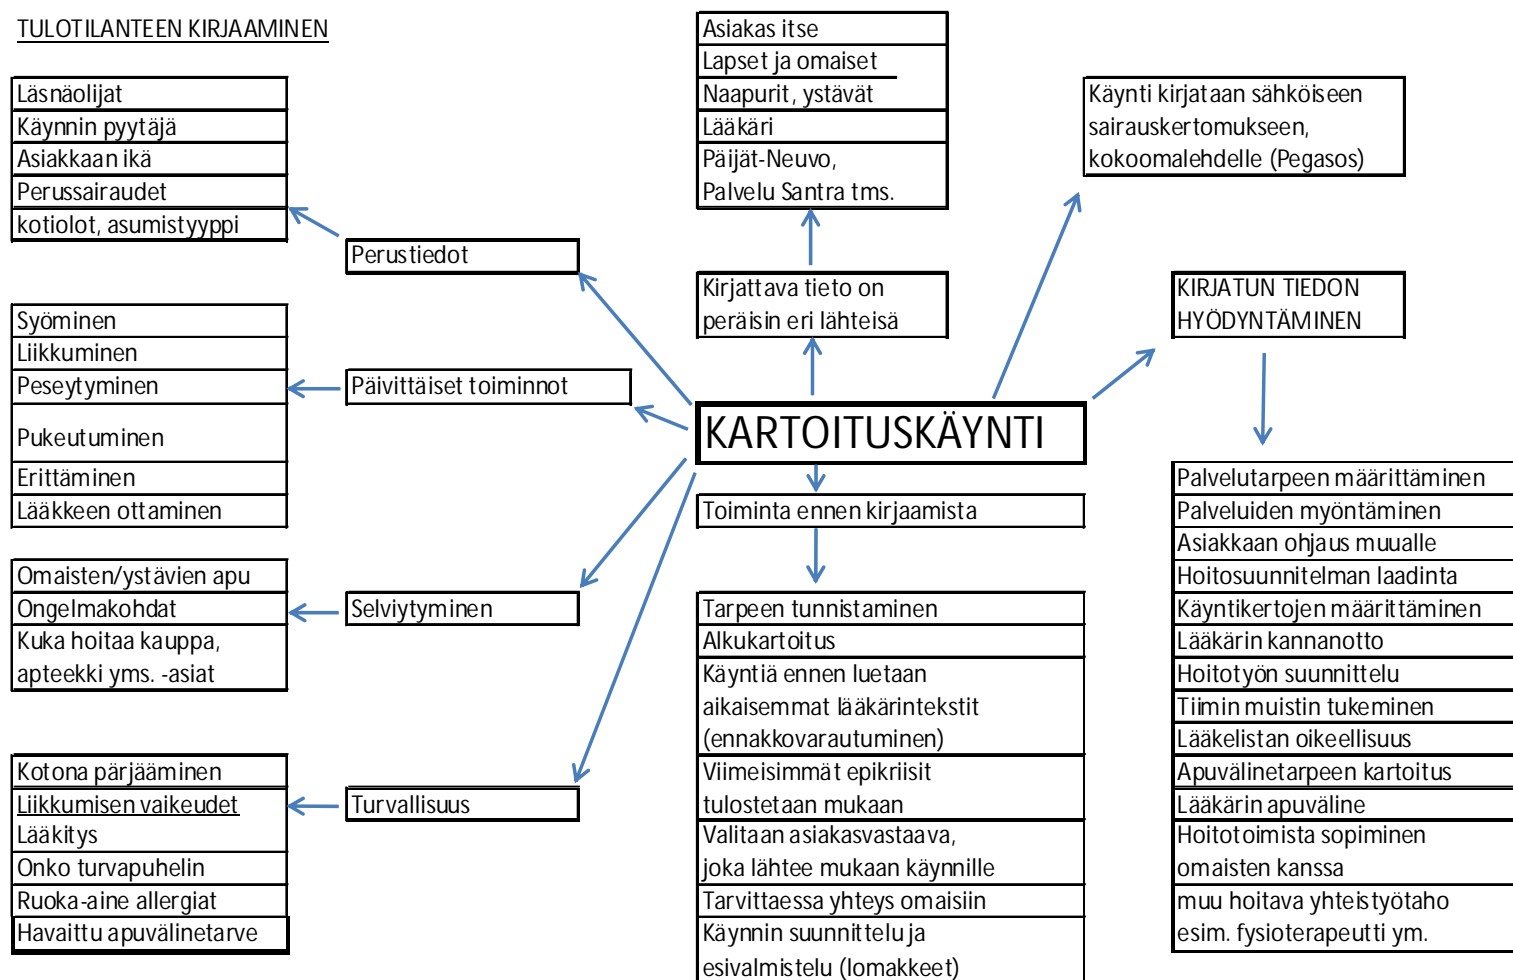 TULOTILANTEEN KIRJAAMINEN
Läsnäolijat
Käynnin pyytäjä
Asiakkaan ikä
Perussairaudet
kotiolot, asumistyyppi
Perustiedot
Syöminen
Liikkuminen
Peseytyminen
Pukeutuminen
Erittäminen
Lääkkeen ottaminen
Päivittäiset toiminnot
Omaisten/ystävien apu
Ongelmakohdat
Kuka hoitaa kauppa,
apteekki yms. -asiat
Selviytyminen
Kotona pärjääminen
Liikkumisen vaikeudet
Lääkitys
Onko turvapuhelin
Ruoka-aine allergiat
Havaittu apuvälinetarve
Turvallisuus
Asiakas itse
Lapset ja omaiset
Naapurit, ystävät
Lääkäri
Päijät-Neuvo,
Palvelu Santra tms.
Kirjattava tieto on
peräisin eri lähteisä
KARTOITUSKÄYNTI
Toiminta ennen kirjaamista
Tarpeen tunnistaminen
Alkukartoitus
Käyntiä ennen luetaan
aikaisemmat lääkärintekstit
(ennakkovarautuminen)
Viimeisimmät epikriisit
tulostetaan mukaan
Valitaan asiakasvastaava,
joka lähtee mukaan käynnille
Tarvittaessa yhteys omaisiin
Käynnin suunnittelu ja
esivalmistelu (lomakkeet)
Käynti kirjataan sähköiseen
sairauskertomukseen,
kokoomalehdelle (Pegasos)
KIRJATUN TIEDON
HYÖDYNTÄMINEN
Palvelutarpeen määrittäminen
Palveluiden myöntäminen
Asiakkaan ohjaus muualle
Hoitosuunnitelman laadinta
Käyntikertojen määrittäminen
Lääkärin kannanotto
Hoitotyön suunnittelu
Tiimin muistin tukeminen
Lääkelistan oikeellisuus
Apuvälinetarpeen kartoitus
Lääkärin apuväline
Hoitotoimista sopiminen
omaisten kanssa
muu hoitava yhteistyötaho
esim. fysioterapeutti ym.